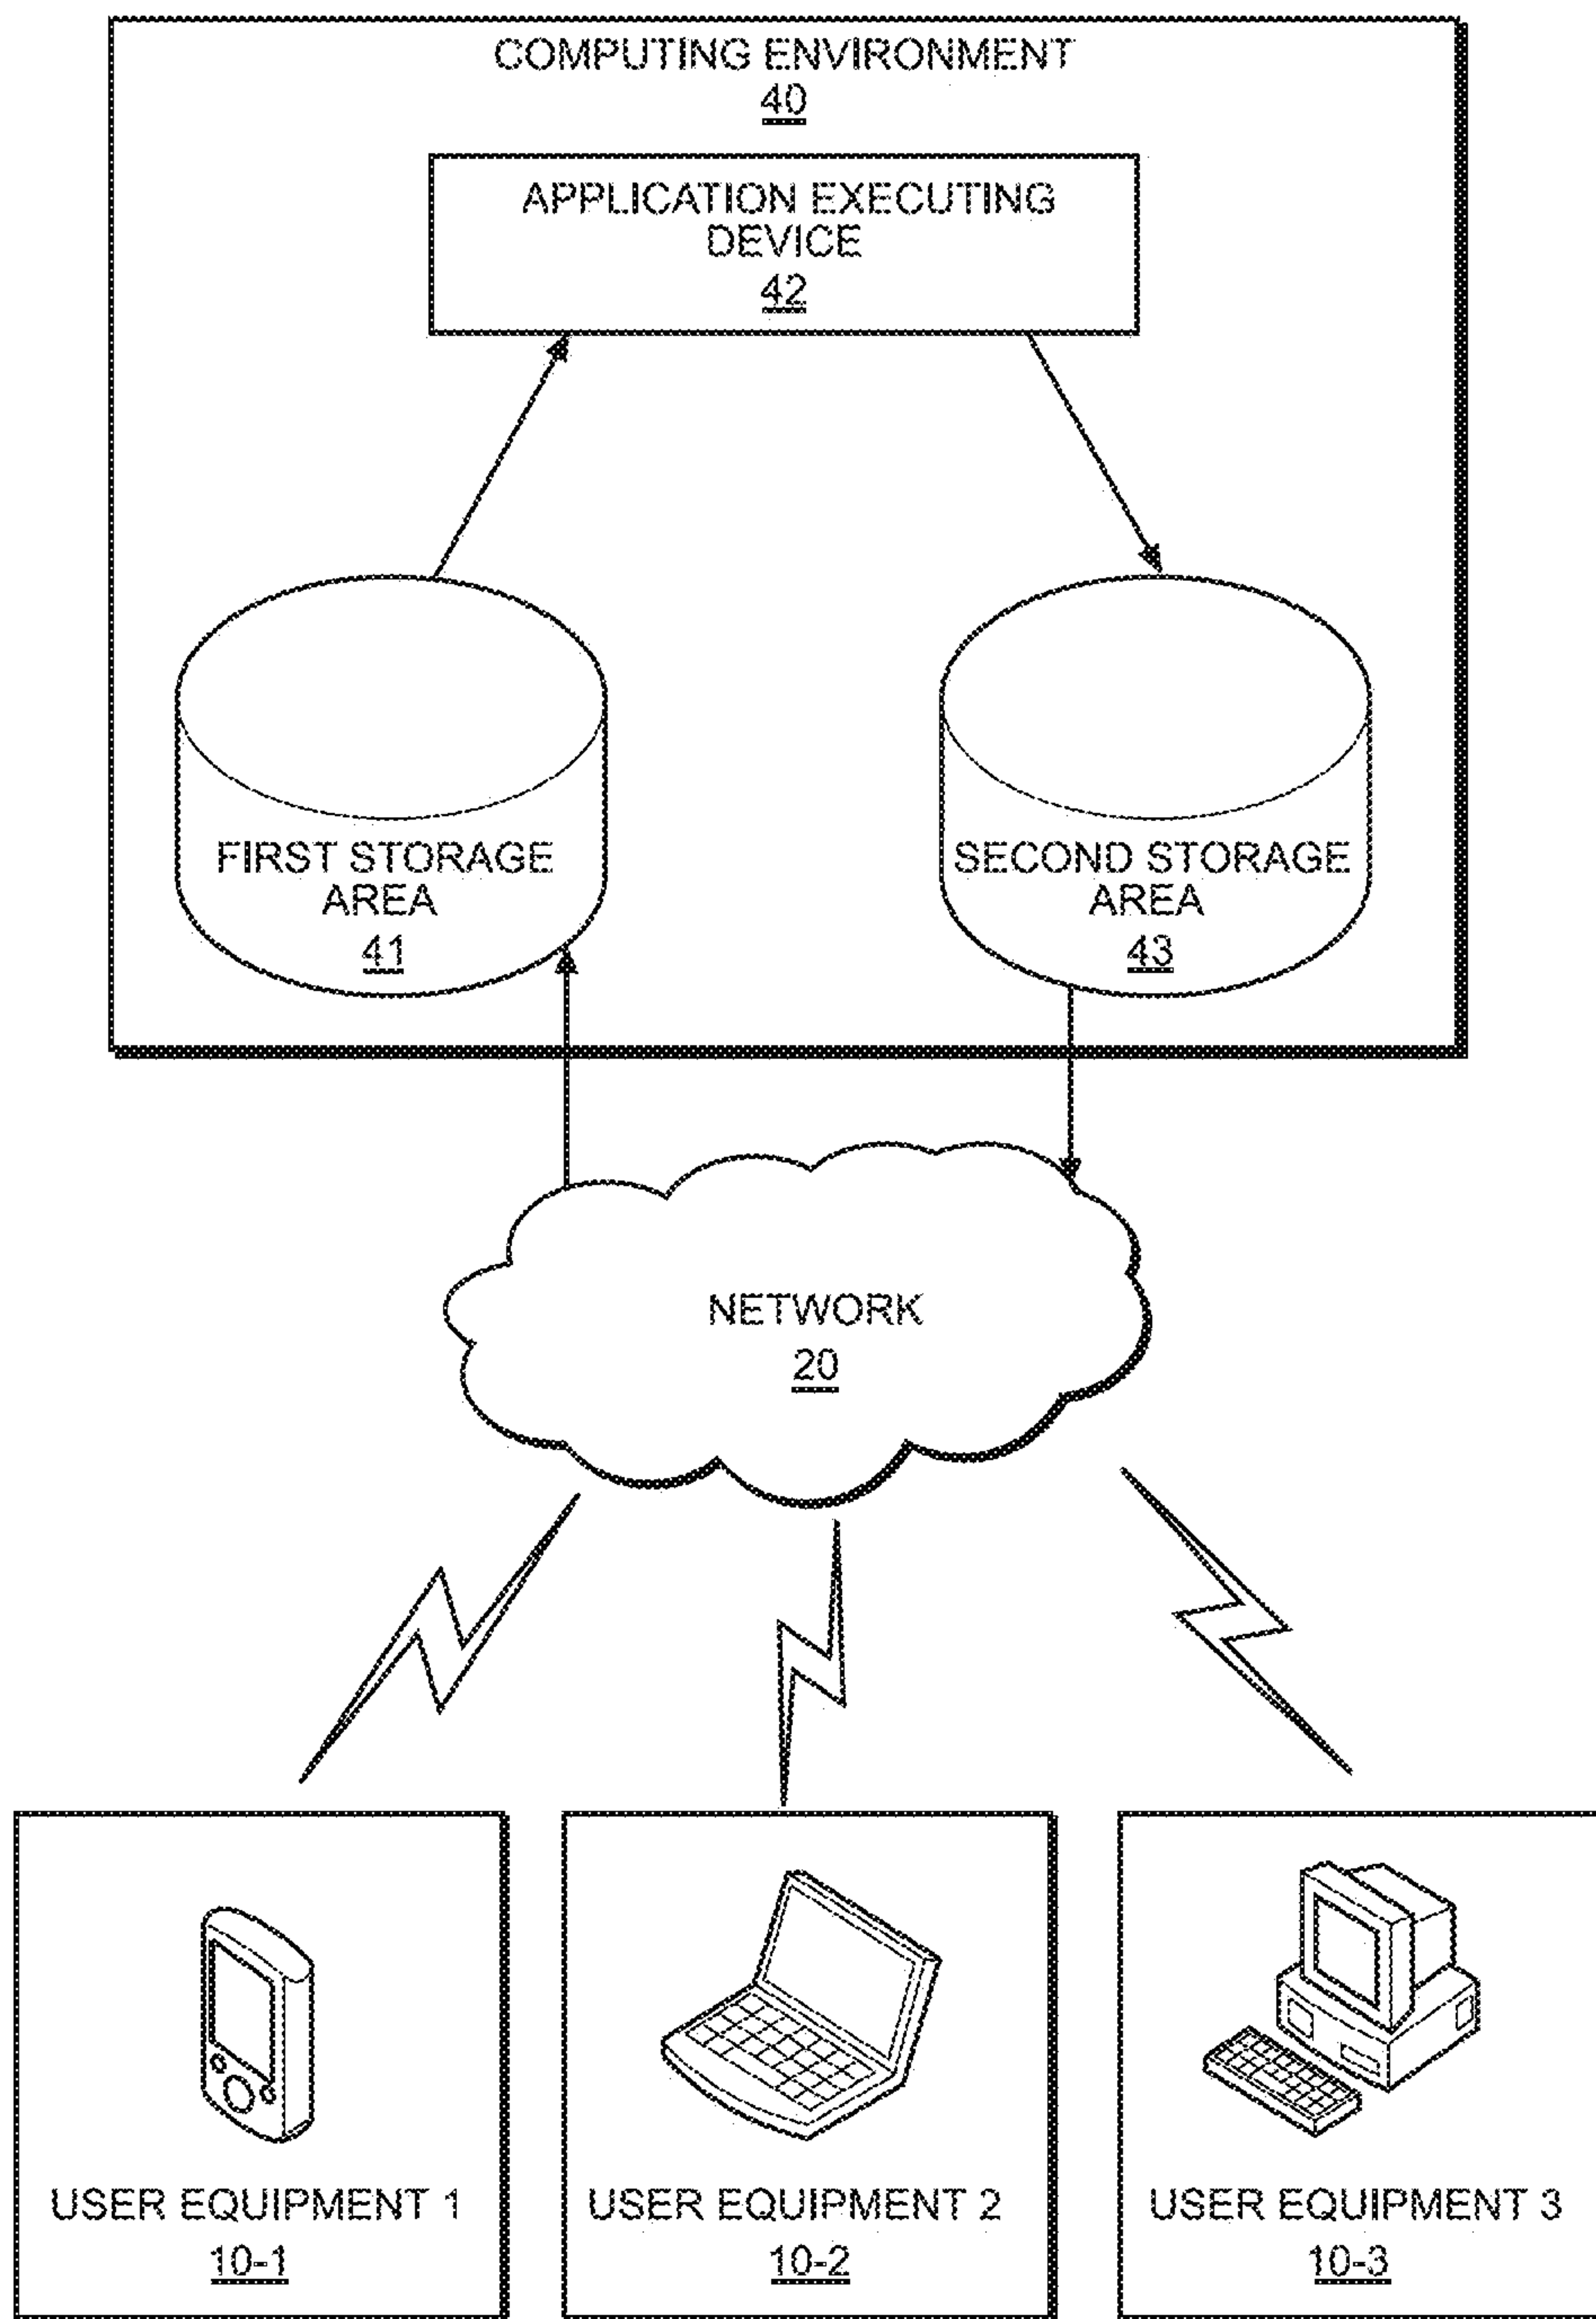 COMPUTING ENVIRONMENT
40
APPLICATION EXECUTING
DEVICE
42
FIRST STORAGE
AREA
41
SECOND STORAGE
AREA
43
NETWORK
20
USER EQUIPMENT 1
10-1
USER EQUIPMENT 2
10-2
USER EQUIPMENT 3
10-3